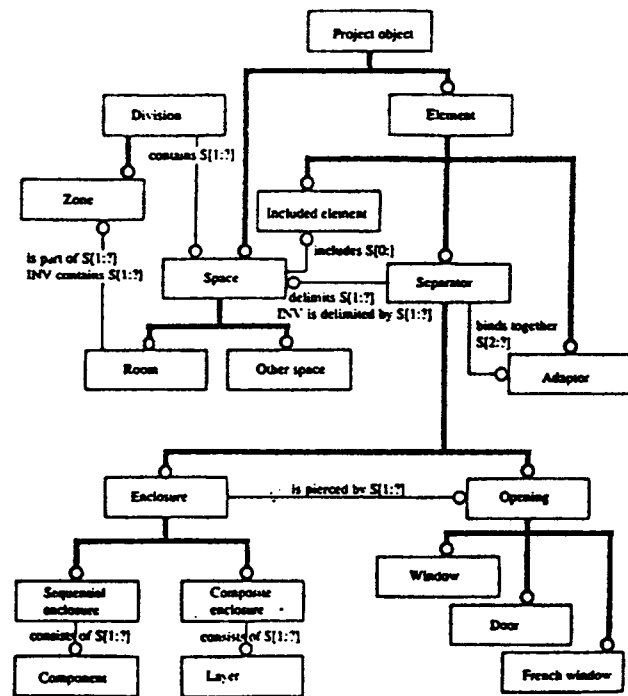 Project object
Division
Element
contains S[1:?]
Zone
Included element
is part of S[1:?]
INV contains S[1:?]
includes S[0:]
Space
Separator
delimits S[1:?]
INV is delimited by S[1:?]
binds together
S[2:?]
Room
Other space
Adaptor
Enclosure
is pierced by S[1:?]
Opening
Sequential
enclosure
Composite
enclosure
Window
consists of S[1:?]
consists of S[1:?]
Door
Component
Layer
French window